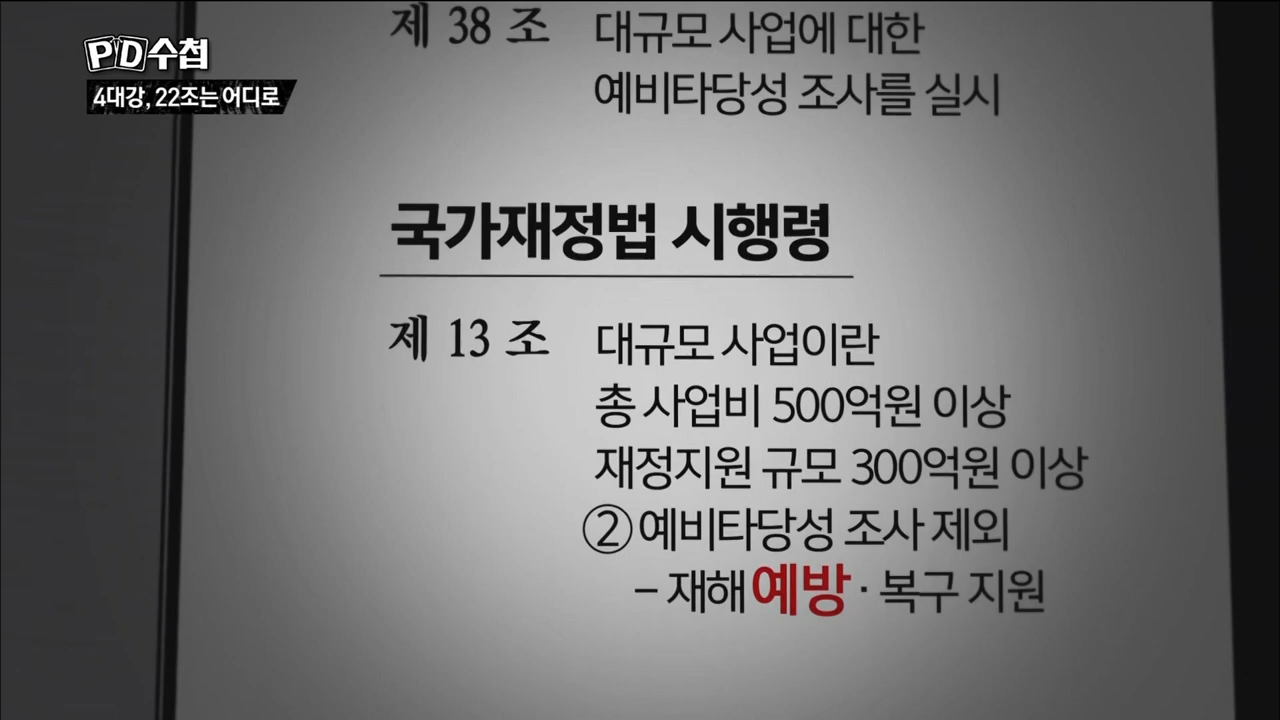 PD수첩
4대강, 22조는 어디로
제 38 조 대규모 사업에 대한
예비타당성 조사를 실시
국가재정법 시행령
제 13 조 대규모 사업이란
총 사업비 500억원 이상
재정지원 규모 300억원 이상
② 예비타당성 조사 제외
– 재해 예방 · 복구 지원